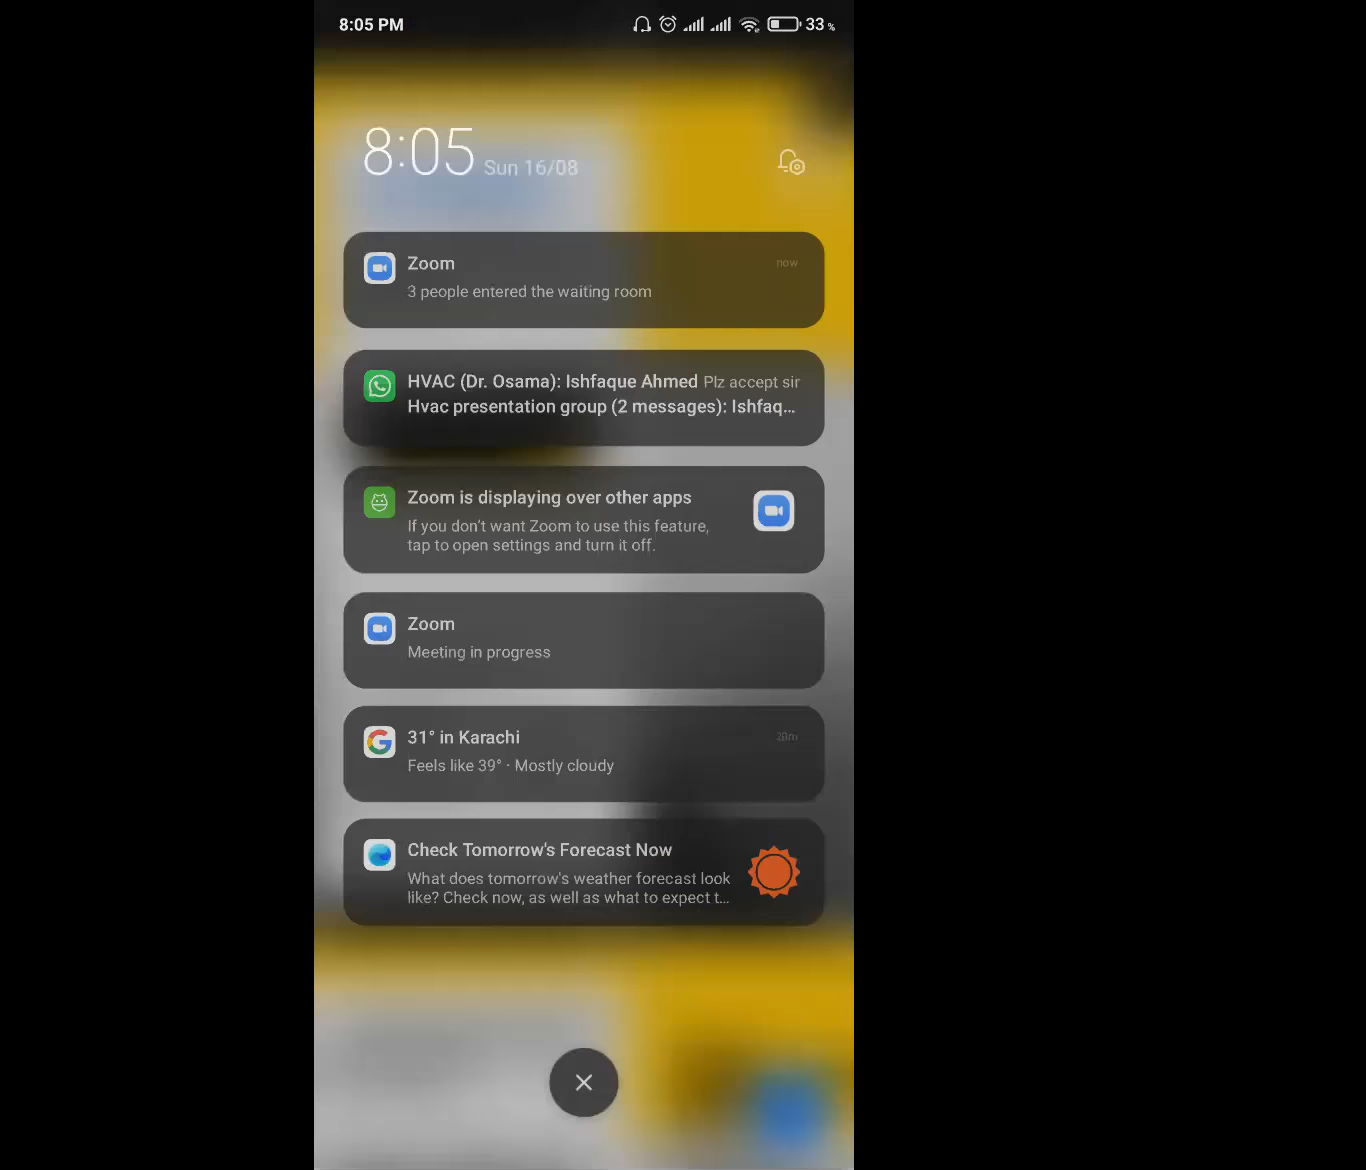 8:05 PM 33 %
8:05 Sun 16/08
Zoom now
3 people entered the waiting room
HVAC (Dr. Osama): Ishfaque Ahmed Plz accept sir
Hvac presentation group (2 messages): Ishfaq...
Zoom is displaying over other apps
If you don't want Zoom to use this feature,
tap to open settings and turn it off.
Zoom
Meeting in progress
31° in Karachi 28m
Feels like 39° · Mostly cloudy
Check Tomorrow's Forecast Now
What does tomorrow's weather forecast look
like? Check now, as well as what to expect t...